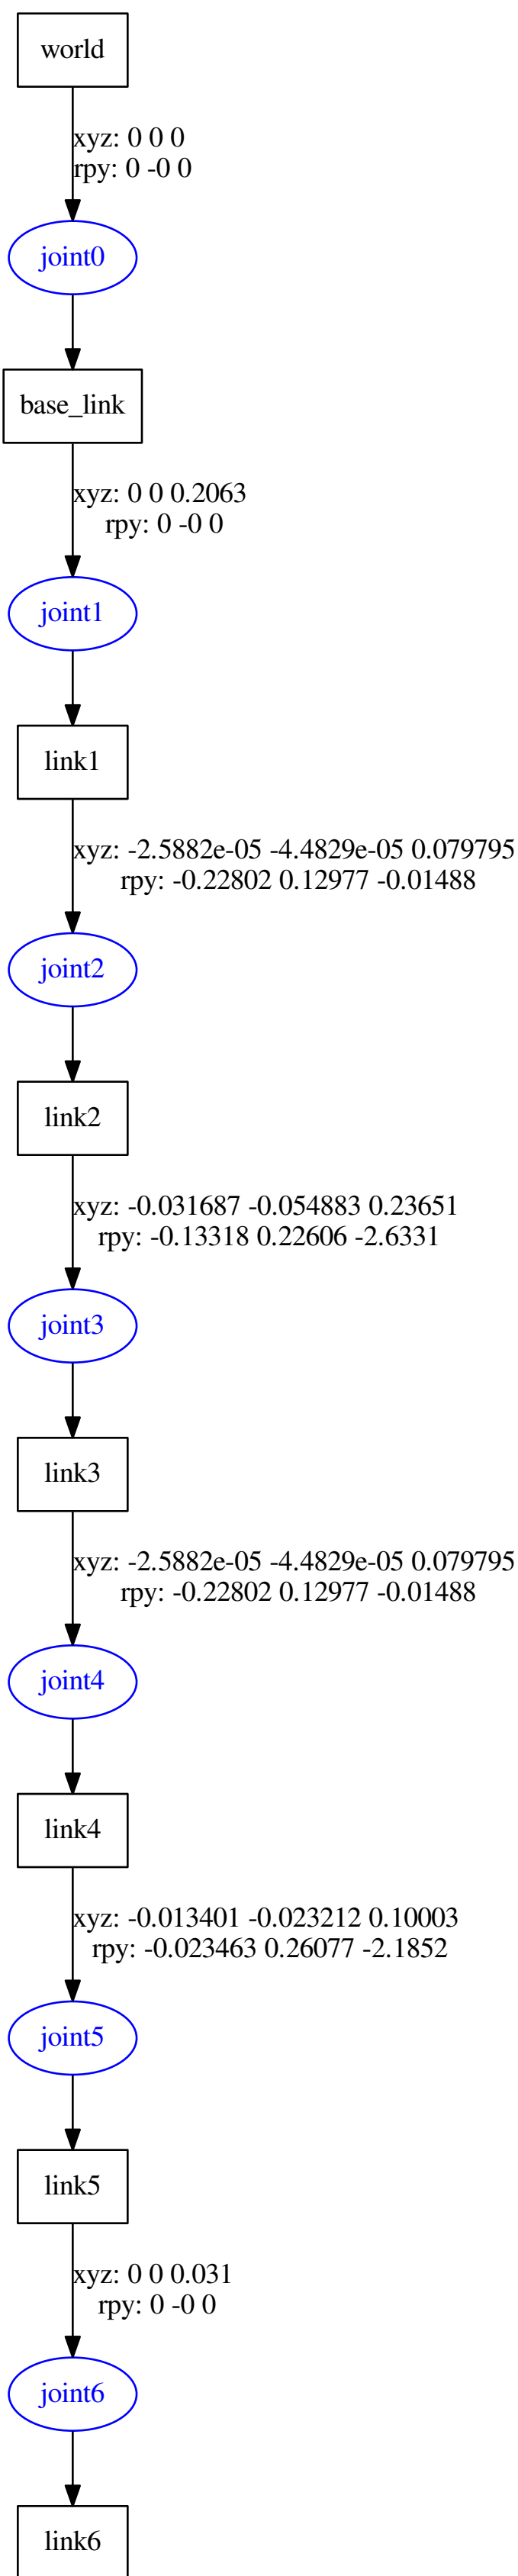 world
xyz: 0 0 0
rpy: 0 -0 0
joint0
base_link
xyz: 0 0 0.2063
rpy: 0 -0 0
joint1
link1
xyz: -2.5882e-05 -4.4829e-05 0.079795
rpy: -0.22802 0.12977 -0.01488
joint2
link2
xyz: -0.031687 -0.054883 0.23651
rpy: -0.13318 0.22606 -2.6331
joint3
link3
xyz: -2.5882e-05 -4.4829e-05 0.079795
rpy: -0.22802 0.12977 -0.01488
joint4
link4
xyz: -0.013401 -0.023212 0.10003
rpy: -0.023463 0.26077 -2.1852
joint5
link5
xyz: 0 0 0.031
rpy: 0 -0 0
joint6
link6